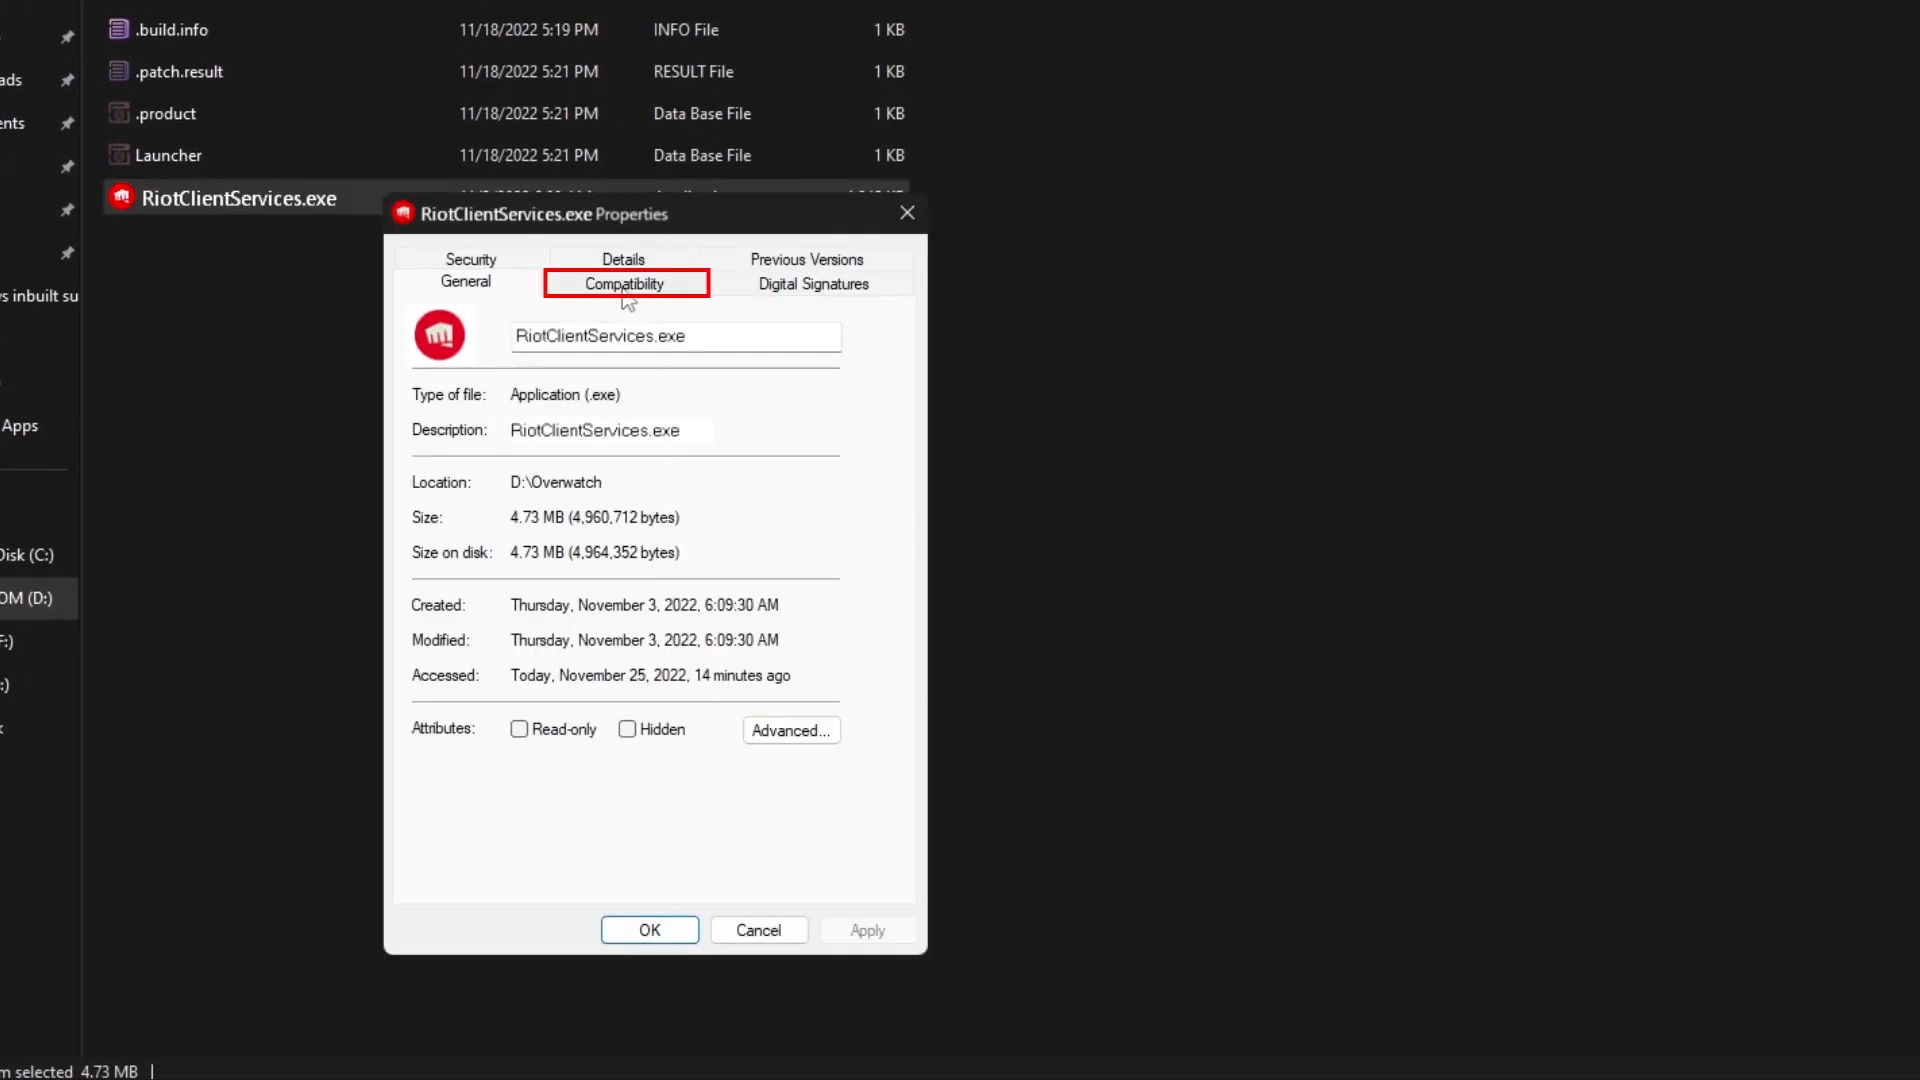 .build.info 11/18/2022 5:19 PM INFO File 1 KB
ads .patch.result 11/18/2022 5:21 PM RESULT File 1 KB
ents .product 11/18/2022 5:21 PM Data Base File 1 KB
Launcher 11/18/2022 5:21 PM Data Base File 1 KB
RiotClientServices.exe
RiotClientServices.exe Properties
Security Details Previous Versions
General Compatibility Digital Signatures
s inbuilt su
RiotClientServices.exe
Type of file: Application (.exe)
Apps
Description: RiotClientServices.exe
Location: D:\Overwatch
Size: 4.73 MB (4,960,712 bytes)
Disk (C:)
Size on disk: 4.73 MB (4,964,352 bytes)
OM (D:)
Created: Thursday, November 3, 2022, 6:09:30 AM
F:)
Modified: Thursday, November 3, 2022, 6:09:30 AM
:)
Accessed: Today, November 25, 2022, 14 minutes ago
Attributes: Read-only Hidden Advanced...
OK Cancel Apply
m selected 4.73 MB